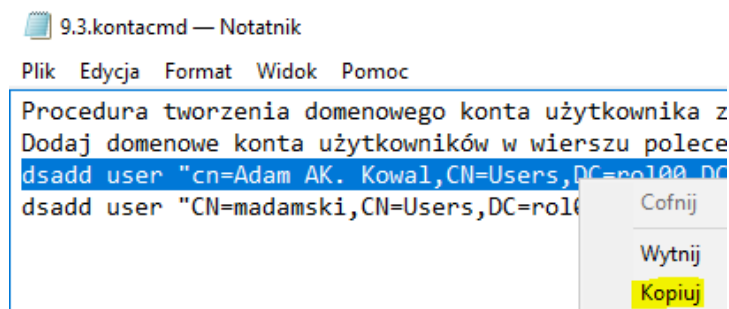 9.3.kontacmd — Notatnik
Plik Edycja Format Widok Pomoc
Procedura tworzenia domenowego konta użytkownika z
Dodaj domenowe konta użytkowników w wierszu polece
dsadd user "cn=Adam AK. Kowal,CN=Users,DC=rol00,DC
dsadd user "CN=madamski,CN=Users,DC=rol0
Cofnij
Wytnij
Kopiuj